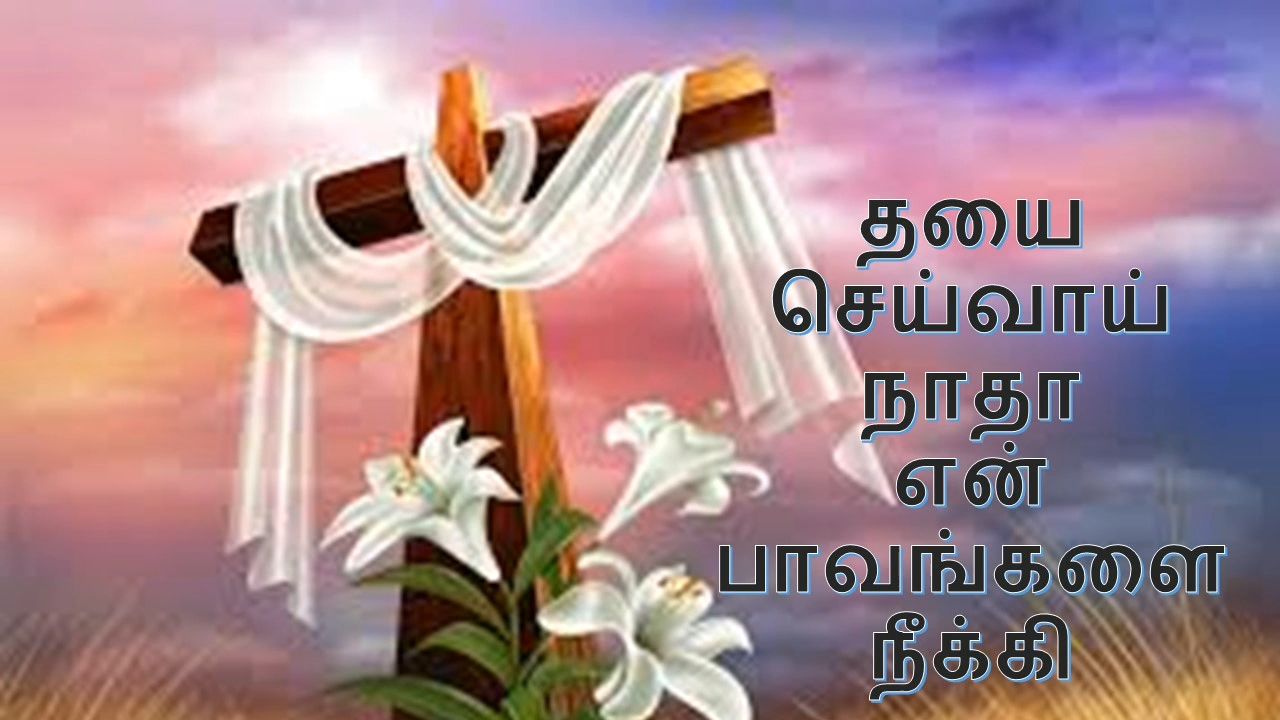 தயை
செய்வாய்
நாதா
என்
பாவங்களை
நீக்கி